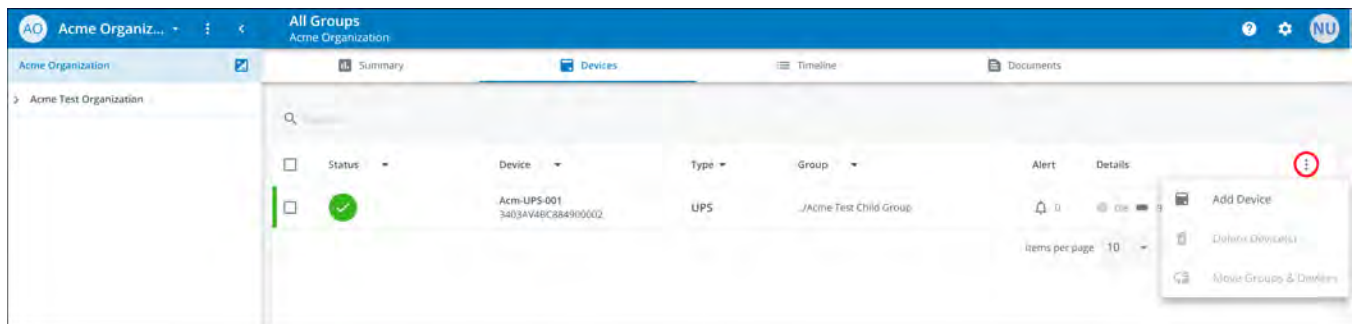 AO Acme Organiz...
All Groups
Acme Organization
NU
Acme Organization
Summary
Devices
Timeline
Documents
Acme Test Organization
Status
Device
Type
Group
Alert
Details
Acm-UPS-001
UPS
../Acme Test Child Group
0
Add Device
Delete Device(s)
Items per page 10
Move Groups & Devices